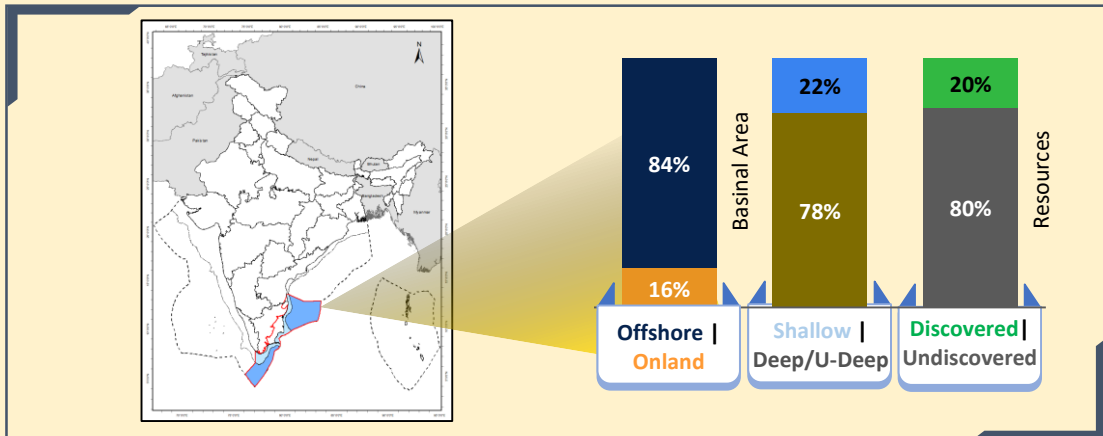 N
Tajikistan
Afghanistan
China
Pakistan
Nepal
Bhutan
Bangladesh
Myanmar
84%
16%
Basinal Area
22%
78%
20%
80%
Resources
Offshore |
Onland
Shallow |
Deep/U-Deep
Discovered|
Undiscovered